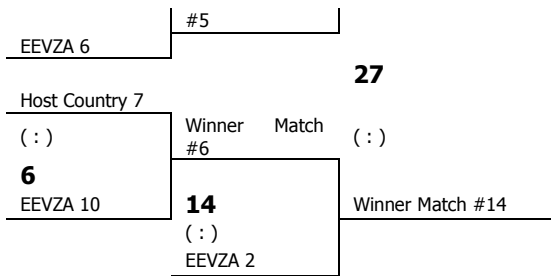 #5
EEVZA 6
27
Host Country 7
( : )
Winner Match
#6
( : )
6
EEVZA 10
14
Winner Match #14
( : )
EEVZA 2